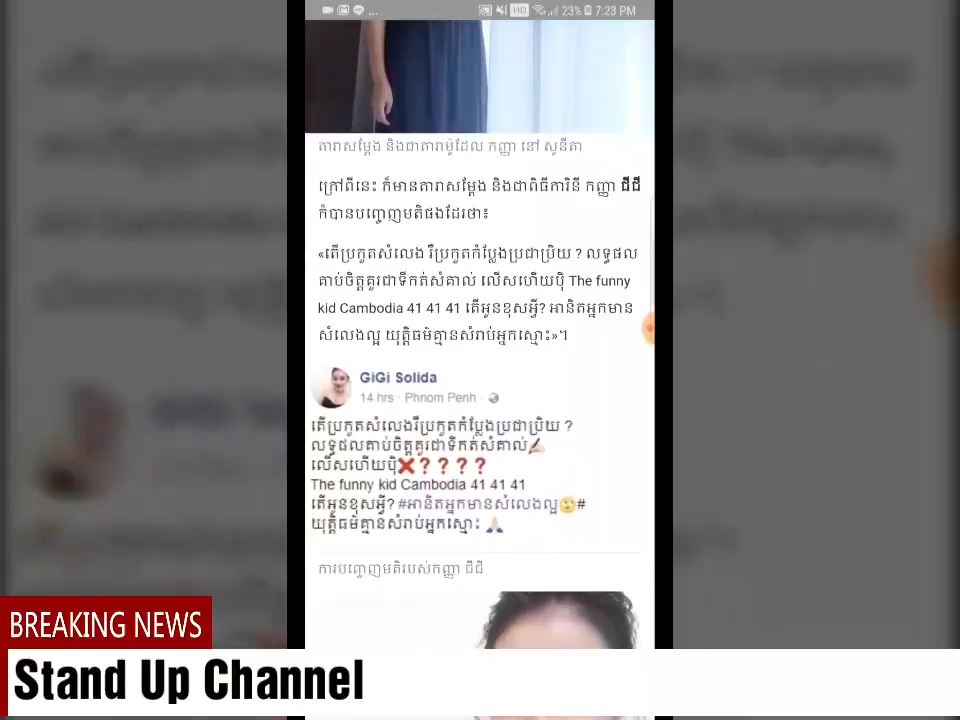 ... HD 23% 7:23 PM
តារាសម្ដែង និងជាតារាម៉ូដែល កញ្ញា នៅ សូនីតា
ក្រៅពីនេះ ក៏មានតារាសម្ដែង និងជាពិធីការិនី កញ្ញា ជីជី
ក៏បានបញ្ចេញមតិផងដែរថា៖
«តើប្រកួតសំលេង រឺប្រកួតកំប្លែងប្រជាប្រិយ ? លទ្ធផល
គាប់ចិត្តគួរជាទីកត់សំគាល់ លើសហើយប៉ិ The funny
kid Cambodia 41 41 41 តើអូនខុសអ្វី? អានិតអ្នកមាន
សំលេងល្អ យុត្តិធម៌គ្មានសំរាប់អ្នកស្មោះ»។
GiGi Solida
14 hrs · Phnom Penh ·
តើប្រកួតសំលេងរឺប្រកួតកំប្លែងប្រជាប្រិយ ?
លទ្ធផលគាប់ចិត្តគួរជាទីកត់សំគាល់✍🏻
លើសហើយប៉ិ❌❓❓❓❓
The funny kid Cambodia 41 41 41
តើអូនខុសអ្វី? #អានិតអ្នកមានសំលេងល្អ🙄#
យុត្តិធម៌គ្មានសំរាប់អ្នកស្មោះ 🙏🏻
ការបញ្ចេញមតិរបស់កញ្ញា ជីជី
BREAKING NEWS
Stand Up Channel